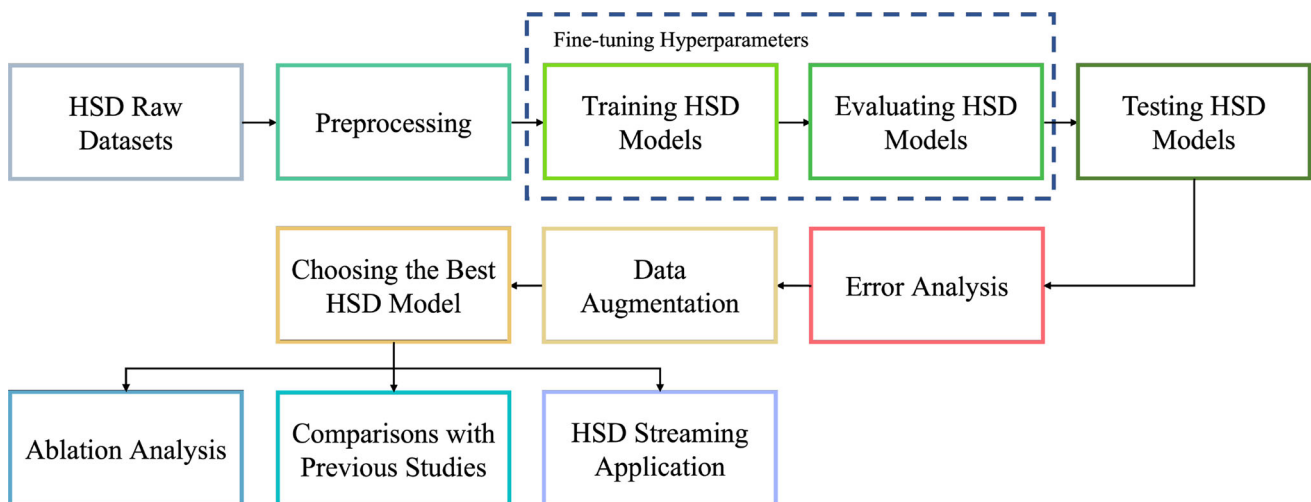 Fine-tuning Hyperparameters
HSD Raw
Datasets
Preprocessing
Training HSD
Models
Evaluating HSD
Models
Testing HSD
Models
Choosing the Best
HSD Model
Data
Augmentation
Error Analysis
Ablation Analysis
Comparisons with
Previous Studies
HSD Streaming
Application